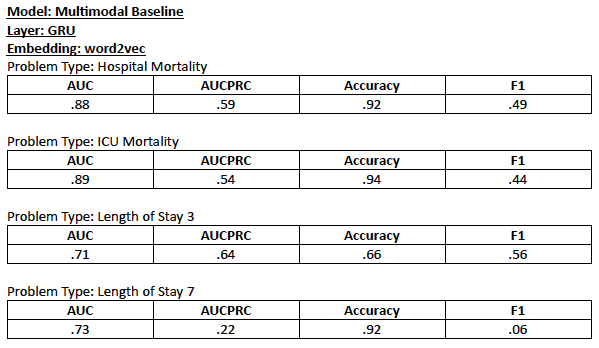 Model: Multimodal Baseline
Layer: GRU
Embedding: word2vec
Problem Type: Hospital Mortality
AUC AUCPRC Accuracy F1
.88 .59 .92 .49
Problem Type: ICU Mortality
AUC AUCPRC Accuracy F1
.89 .54 .94 .44
Problem Type: Length of Stay 3
AUC AUCPRC Accuracy F1
.71 .64 .66 .56
Problem Type: Length of Stay 7
AUC AUCPRC Accuracy F1
.73 .22 .92 .06